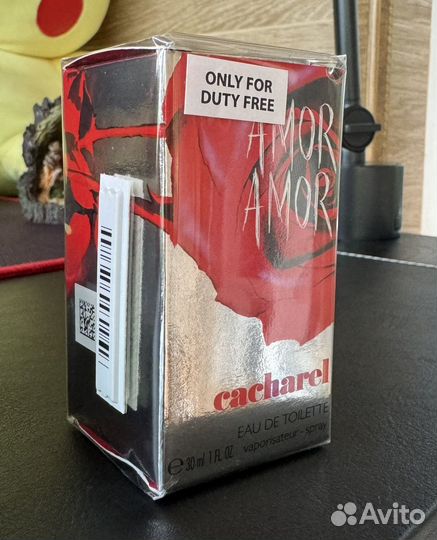 ONLY FOR
DUTY FREE
AMOR
AMOR
cacharel
EAU DE TOILETTE
e 30 ml 1 FL OZ vaporisateur - spray
Avito